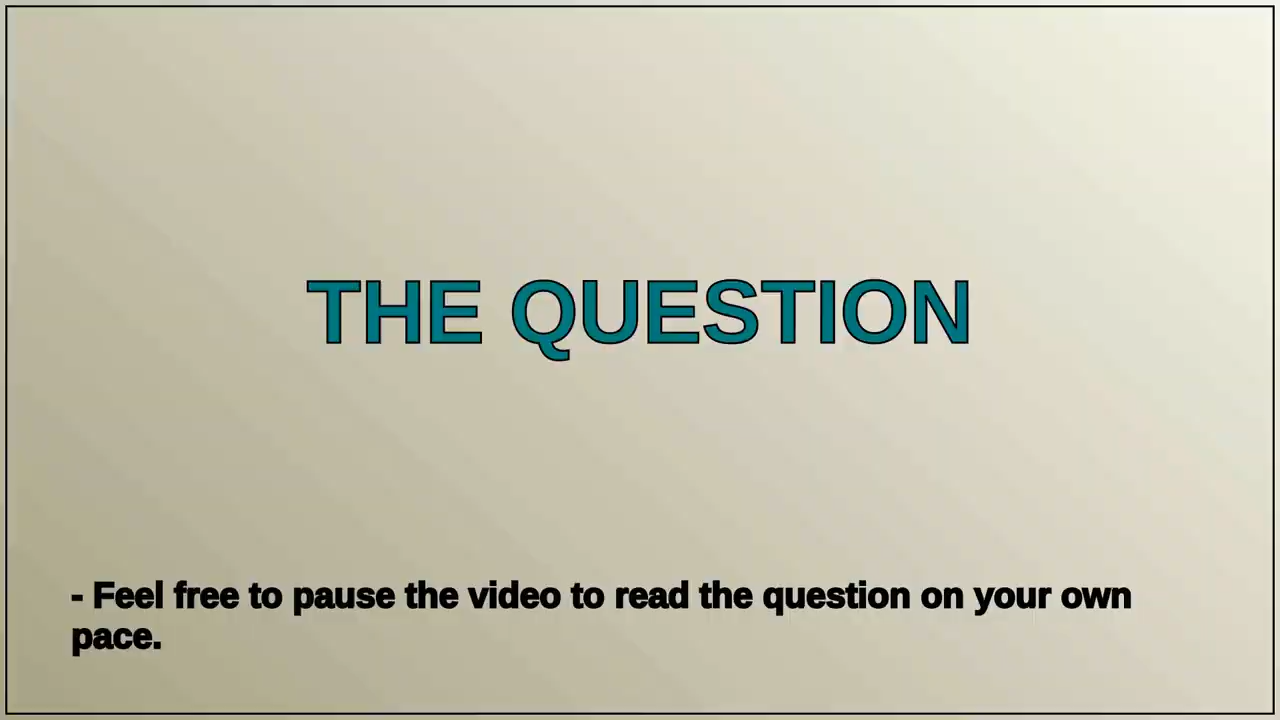 THE QUESTION
- Feel free to pause the video to read the question on your own
pace.